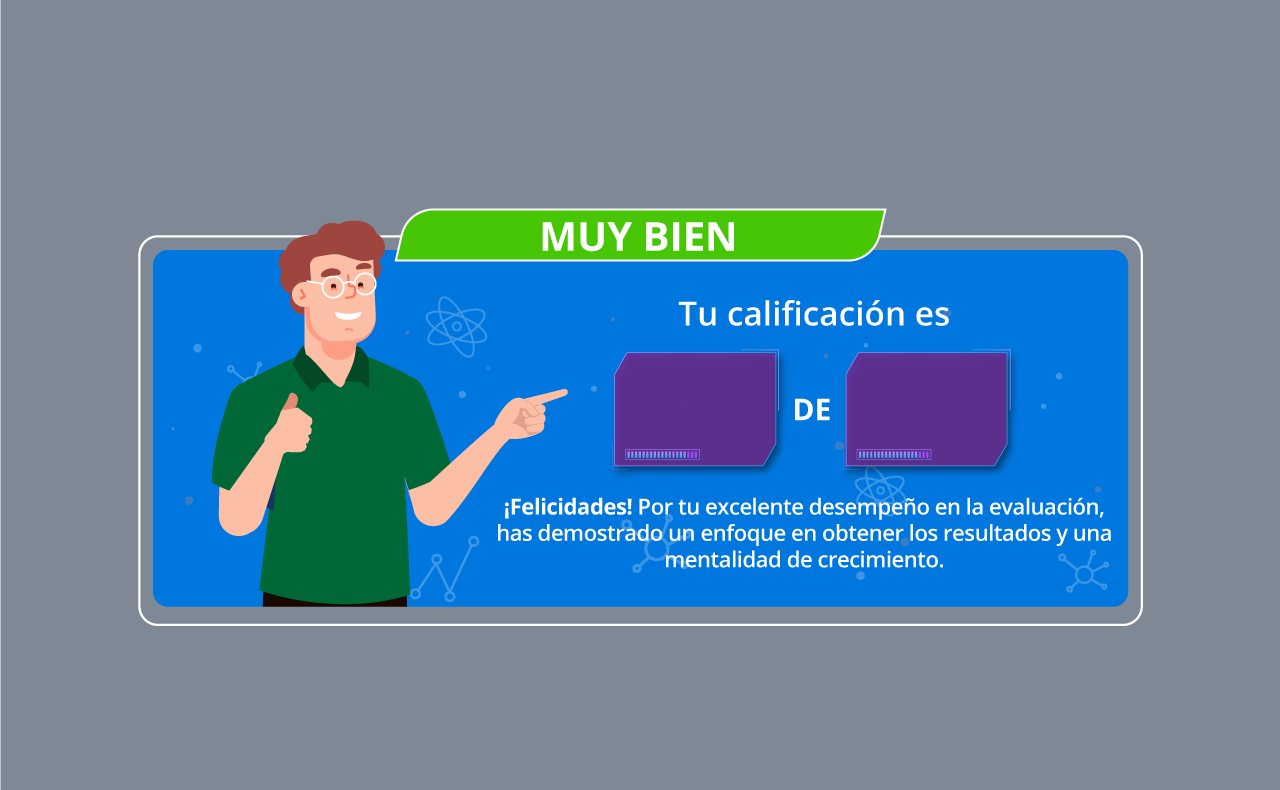 MUY BIEN
Tu calificación es
DE
¡Felicidades! Por tu excelente desempeño en la evaluación,
has demostrado un enfoque en obtener los resultados y una
mentalidad de crecimiento.